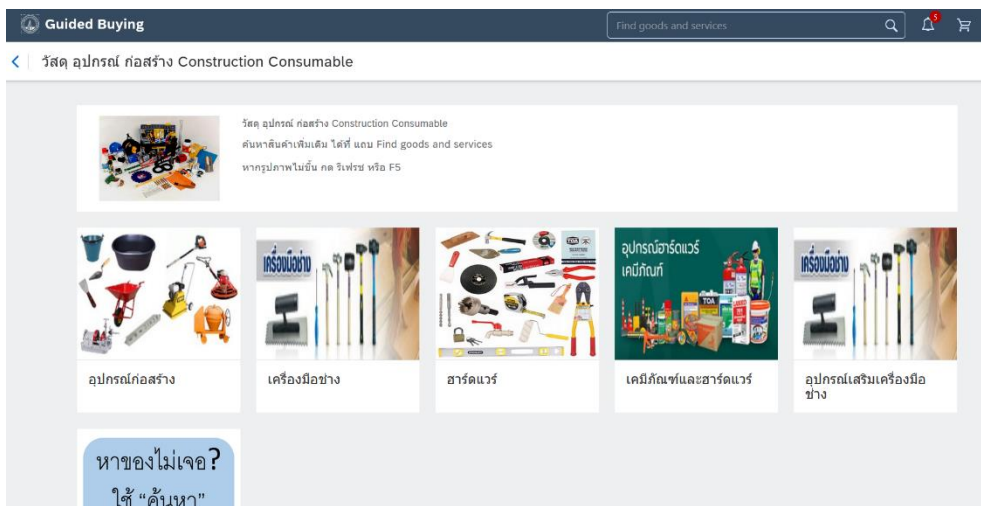 Guided Buying
Find goods and services
5
วัสดุ อุปกรณ์ ก่อสร้าง Construction Consumable
วัสดุ อุปกรณ์ ก่อสร้าง Construction Consumable
ค้นหาสินค้าเพิ่มเติม ได้ที่ แถบ Find goods and services
หากรูปภาพไม่ขึ้น กด รีเฟรช หรือ F5
เครื่องมือช่าง
TOA
อุปกรณ์ฮาร์ดแวร์
เคมีภัณฑ์
TOA
เครื่องมือช่าง
อุปกรณ์ก่อสร้าง
เครื่องมือช่าง
ฮาร์ดแวร์
เคมีภัณฑ์และฮาร์ดแวร์
อุปกรณ์เสริมเครื่องมือ
ช่าง
หาของไม่เจอ?
ใช้ “ค้นหา”